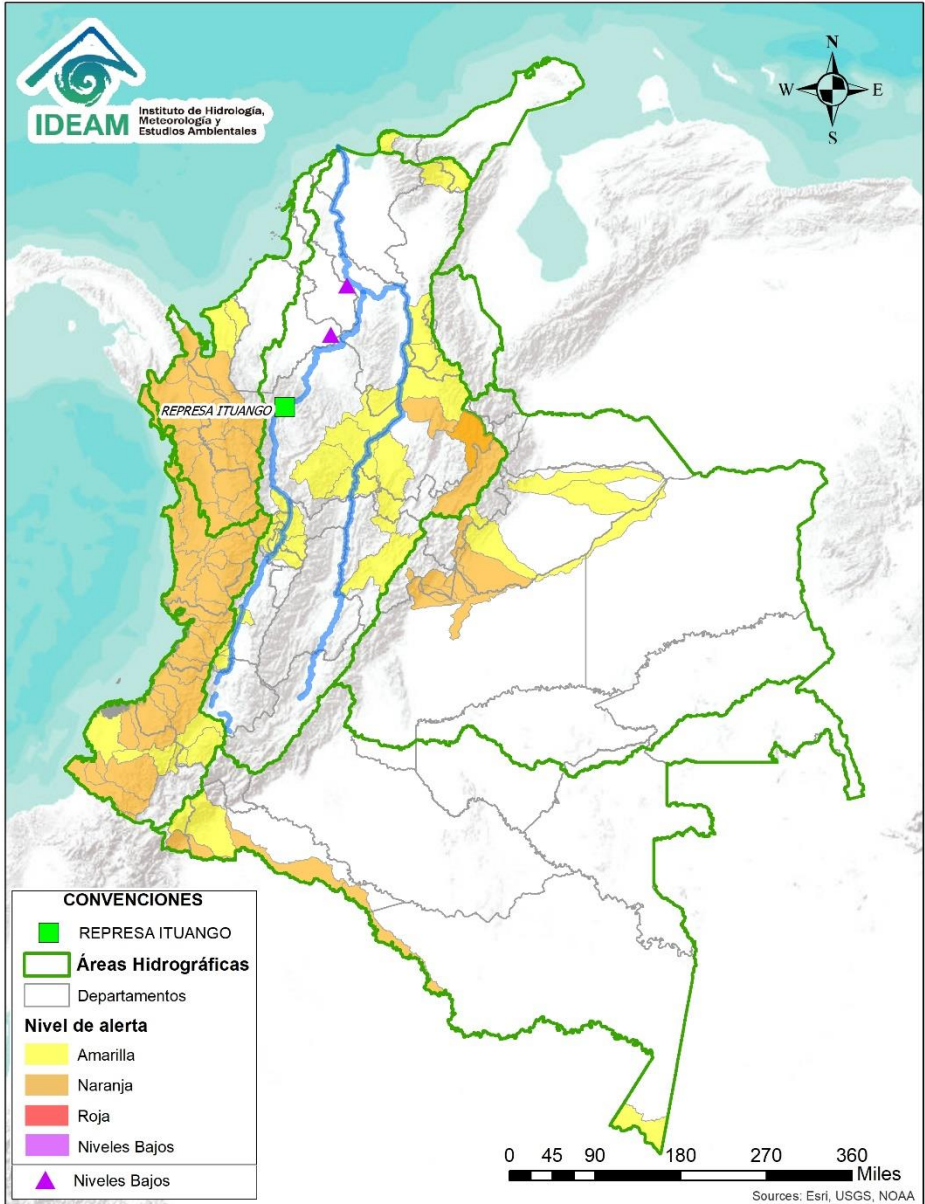 IDEAM
Instituto de Hidrología,
Meteorología y
Estudios Ambientales
N
W
E
S
REPRESA ITUANGO
CONVENCIONES
REPRESA ITUANGO
Áreas Hidrográficas
Departamentos
Nivel de alerta
Amarilla
Naranja
Roja
Niveles Bajos
Niveles Bajos
0 45 90 180 270 360
Miles
Sources: Esri, USGS, NOAA